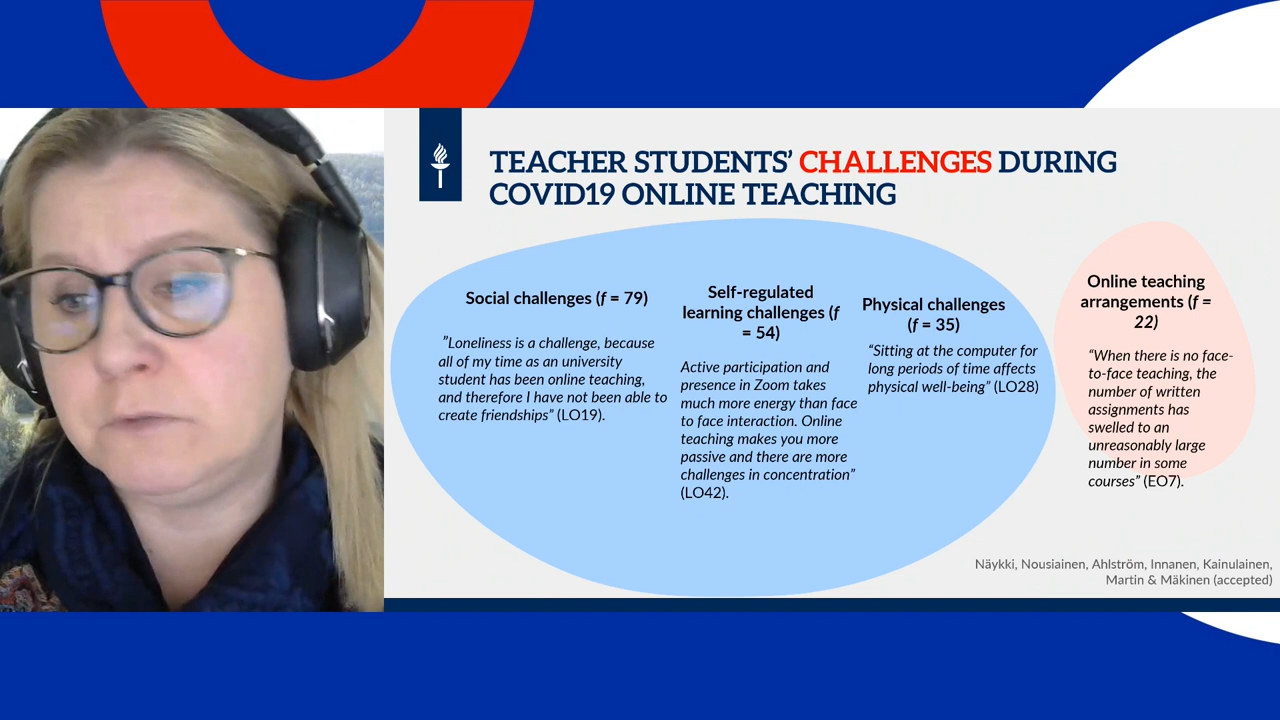 TEACHER STUDENTS’ CHALLENGES DURING
COVID19 ONLINE TEACHING
Social challenges (f = 79)
”Loneliness is a challenge, because
all of my time as an university
student has been online teaching,
and therefore I have not been able to
create friendships” (LO19).
Self-regulated
learning challenges (f
= 54)
Active participation and
presence in Zoom takes
much more energy than face
to face interaction. Online
teaching makes you more
passive and there are more
challenges in concentration”
(LO42).
Physical challenges
(f = 35)
“Sitting at the computer for
long periods of time affects
physical well-being” (LO28)
Online teaching
arrangements (f =
22)
“When there is no face-
to-face teaching, the
number of written
assignments has
swelled to an
unreasonably large
number in some
courses” (EO7).
Näykki, Nousiainen, Ahlström, Innanen, Kainulainen,
Martin & Mäkinen (accepted)